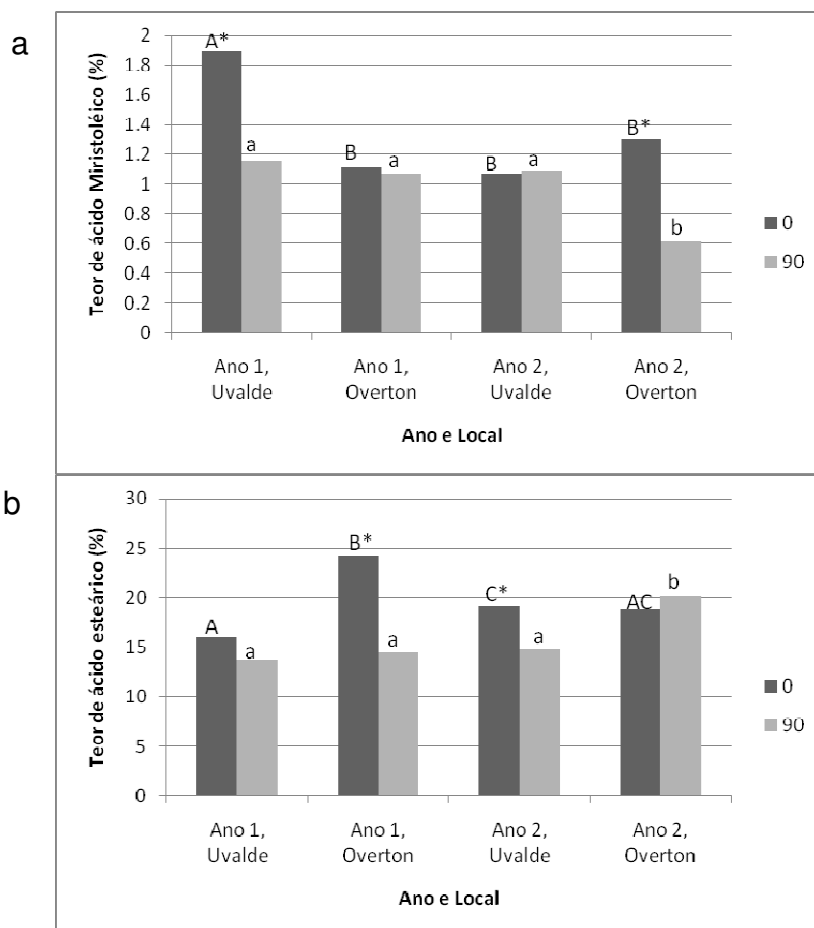 a
Teor de ácido Miristoléico (%)
2
1.8
1.6
1.4
1.2
1
0.8
0.6
0.4
0.2
0
A*
a
B
a
B
a
B*
b
0
90
Ano 1,
Uvalde
Ano 1,
Overton
Ano 2,
Uvalde
Ano 2,
Overton
Ano e Local
b
Teor de ácido esteárico (%)
30
25
20
15
10
5
0
A
a
B*
a
C*
a
AC
b
0
90
Ano 1,
Uvalde
Ano 1,
Overton
Ano 2,
Uvalde
Ano 2,
Overton
Ano e Local